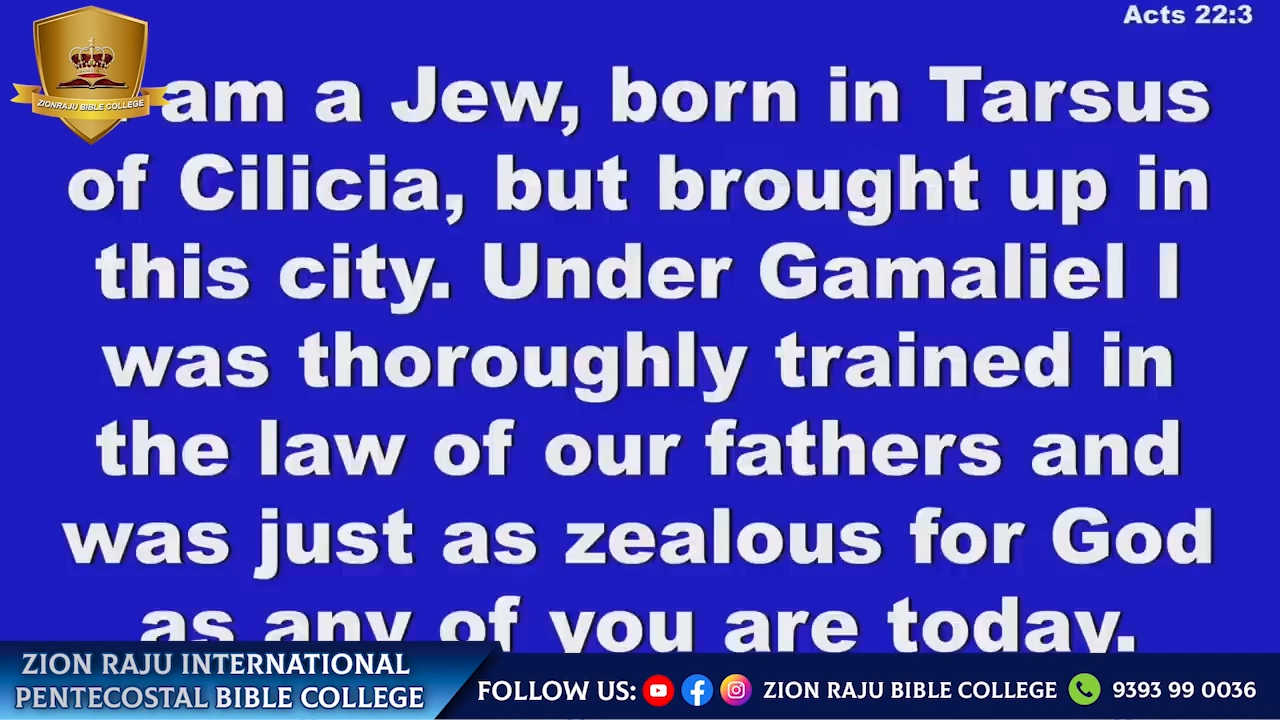 Acts 22:3
ZIONRAJU BIBLE COLLEGE
am a Jew, born in Tarsus
of Cilicia, but brought up in
this city. Under Gamaliel I
was thoroughly trained in
the law of our fathers and
was just as zealous for God
as any of you are today.
ZION RAJU INTERNATIONAL
PENTECOSTAL BIBLE COLLEGE
FOLLOW US: ZION RAJU BIBLE COLLEGE 9393 99 0036